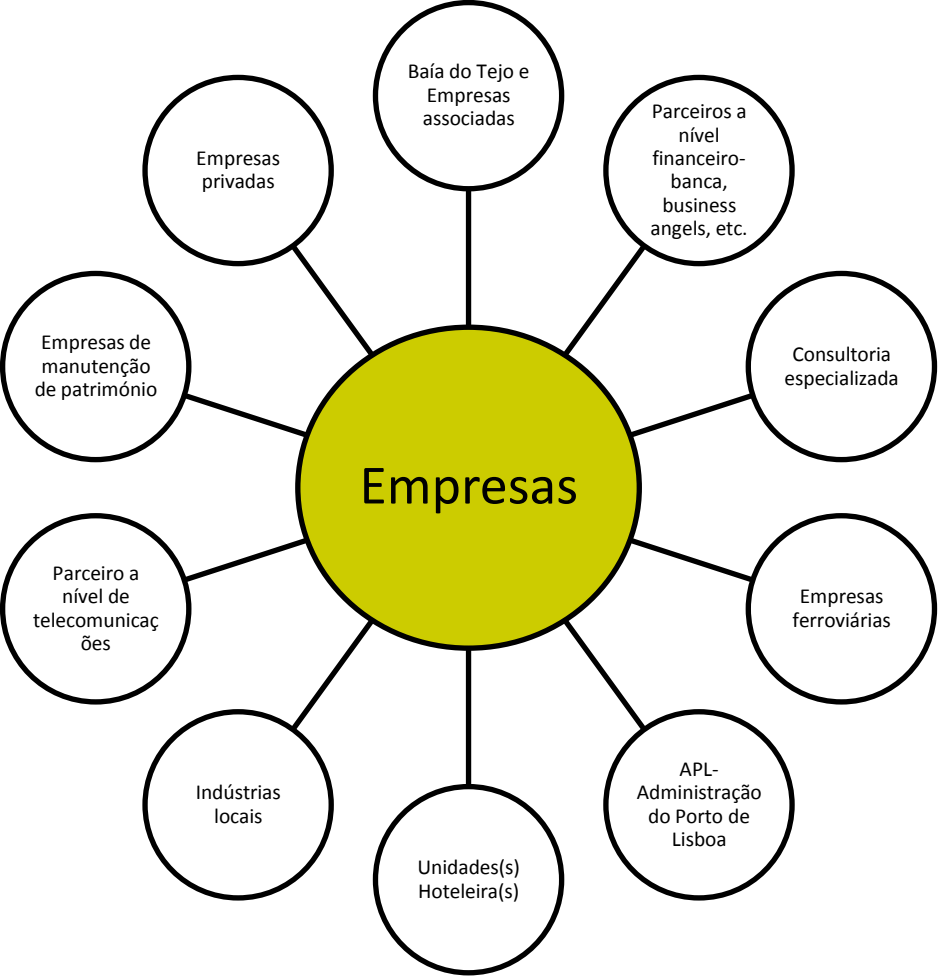 Baía do Tejo e
Empresas
associadas
Parceiros a
nível
financeiro-
banca,
business
angels, etc.
Consultoria
especializada
Empresas
ferroviárias
APL-
Administração
do Porto de
Lisboa
Unidades(s)
Hoteleira(s)
Indústrias
locais
Parceiro a
nível de
telecomunicaç
ões
Empresas de
manutenção
de património
Empresas
privadas
Empresas